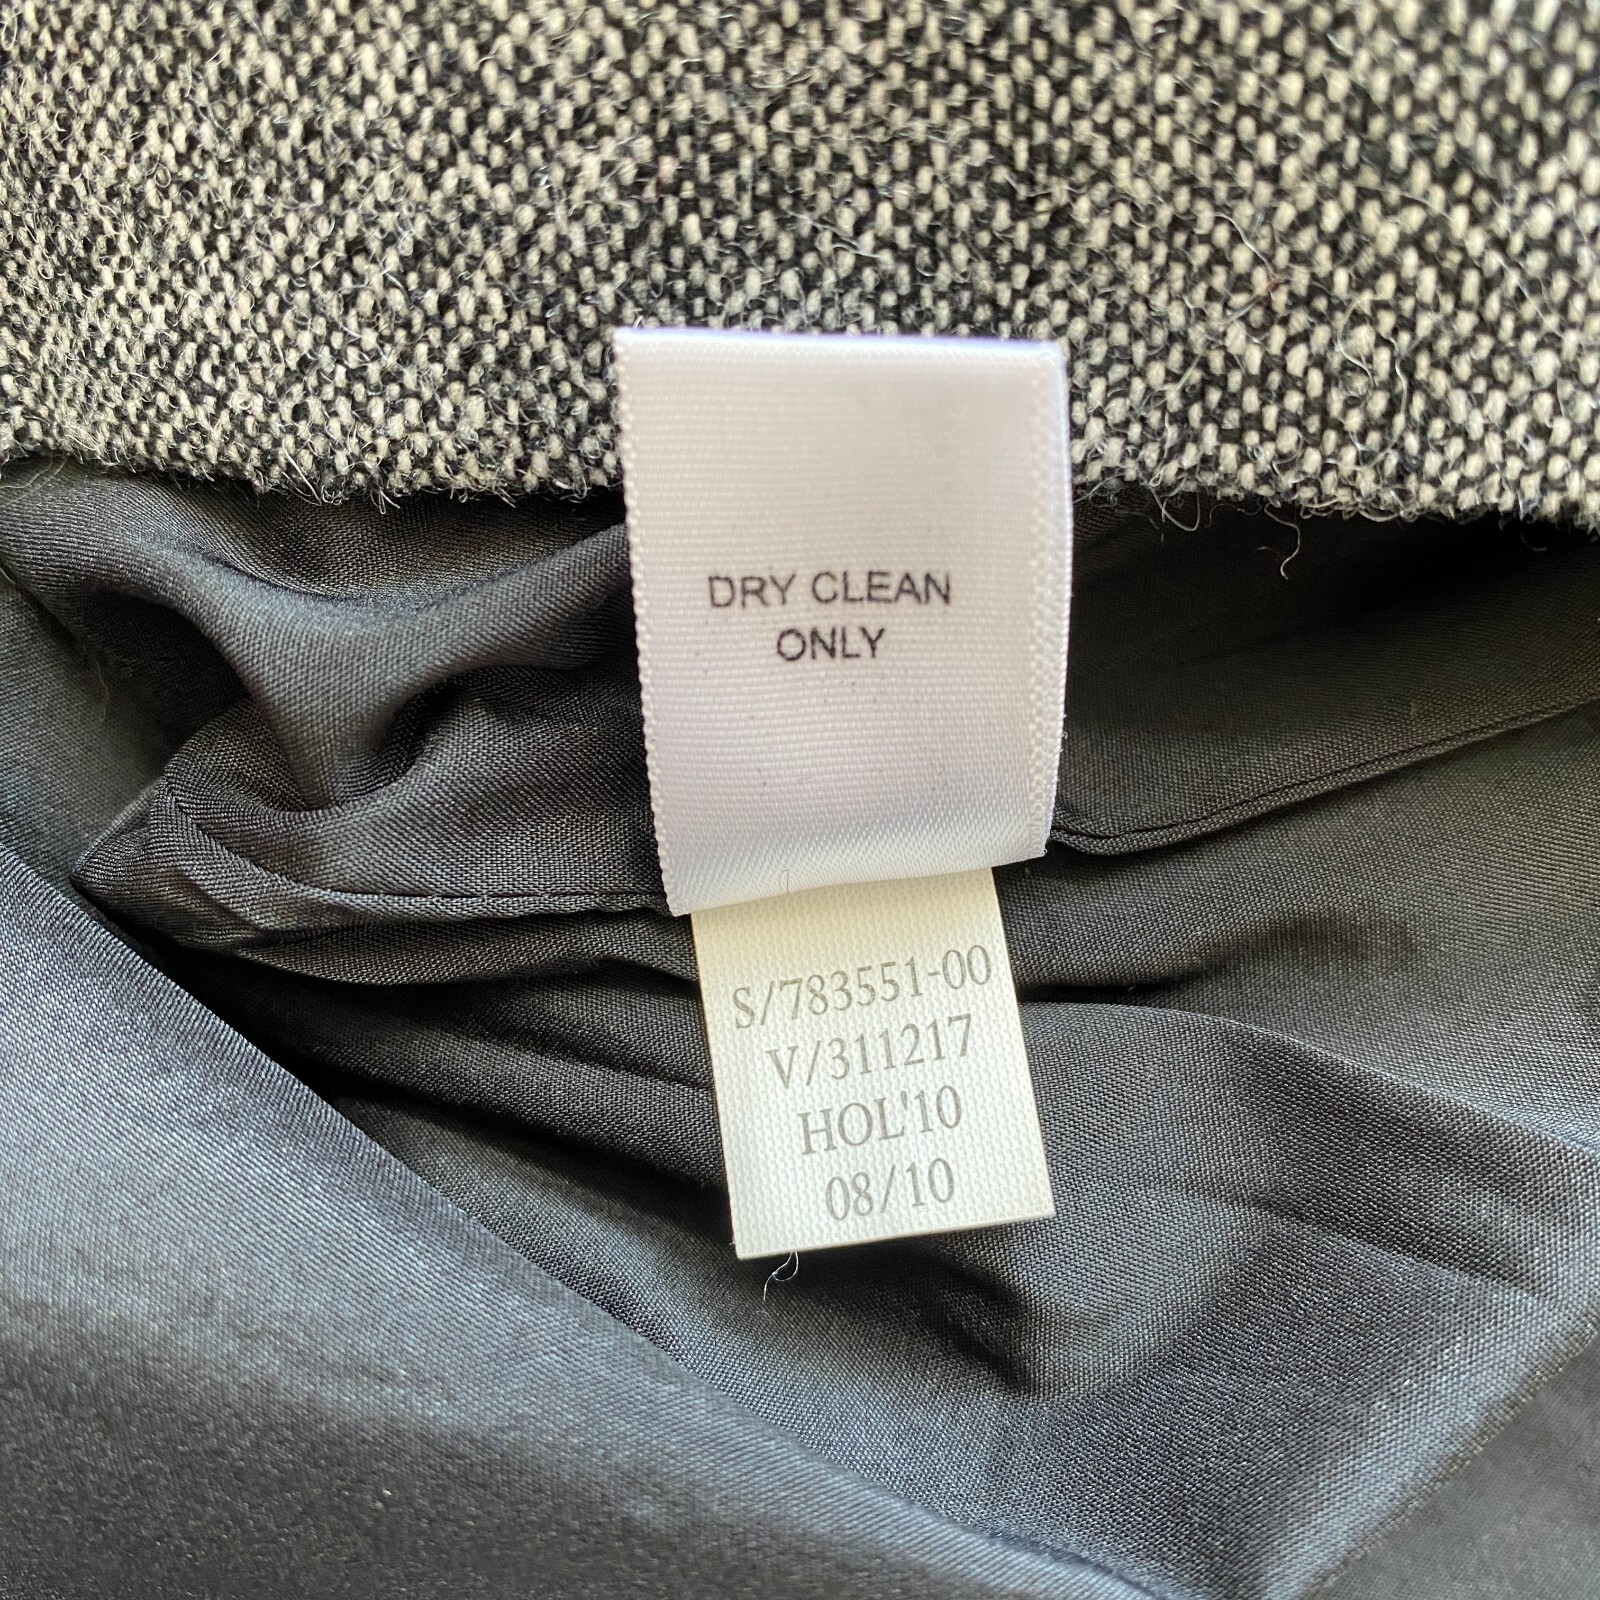 DRY CLEAN
ONLY
S/783551-00
V/311217
HOL'10
08/10